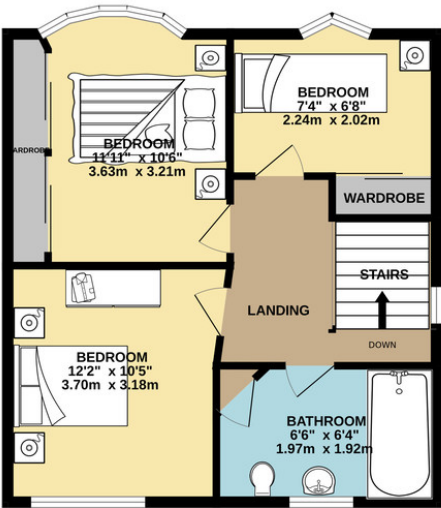 BEDROOM
11'11" x 10'6"
3.63m x 3.21m
BEDROOM
7'4" x 6'8"
2.24m x 2.02m
WARDROBE
STAIRS
LANDING
DOWN
BEDROOM
12'2" x 10'5"
3.70m x 3.18m
BATHROOM
6'6" x 6'4"
1.97m x 1.92m